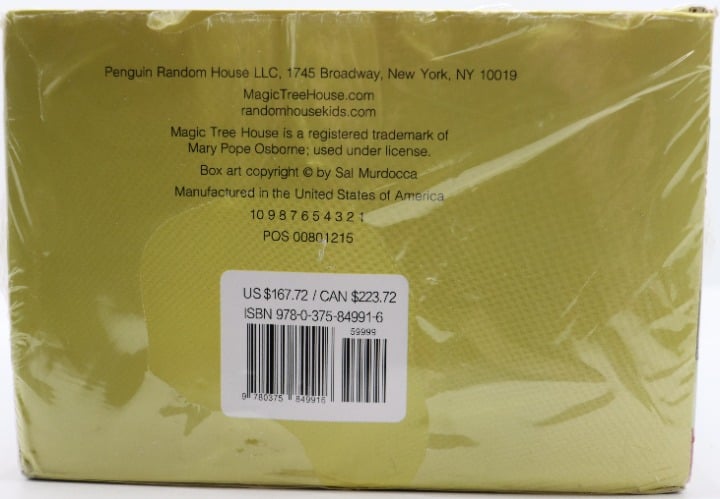 Penguin Random House LLC, 1745 Broadway, New York, NY 10019
MagicTreeHouse.com
randomhousekids.com
Magic Tree House is a registered trademark of
Mary Pope Osborne; used under license.
Box art copyright © by Sal Murdocca
Manufactured in the United States of America
10 9 8 7 6 5 4 3 2 1
POS 00801215
US $167.72 / CAN $223.72
ISBN 978-0-375-84991-6
59999
9 780375 849916